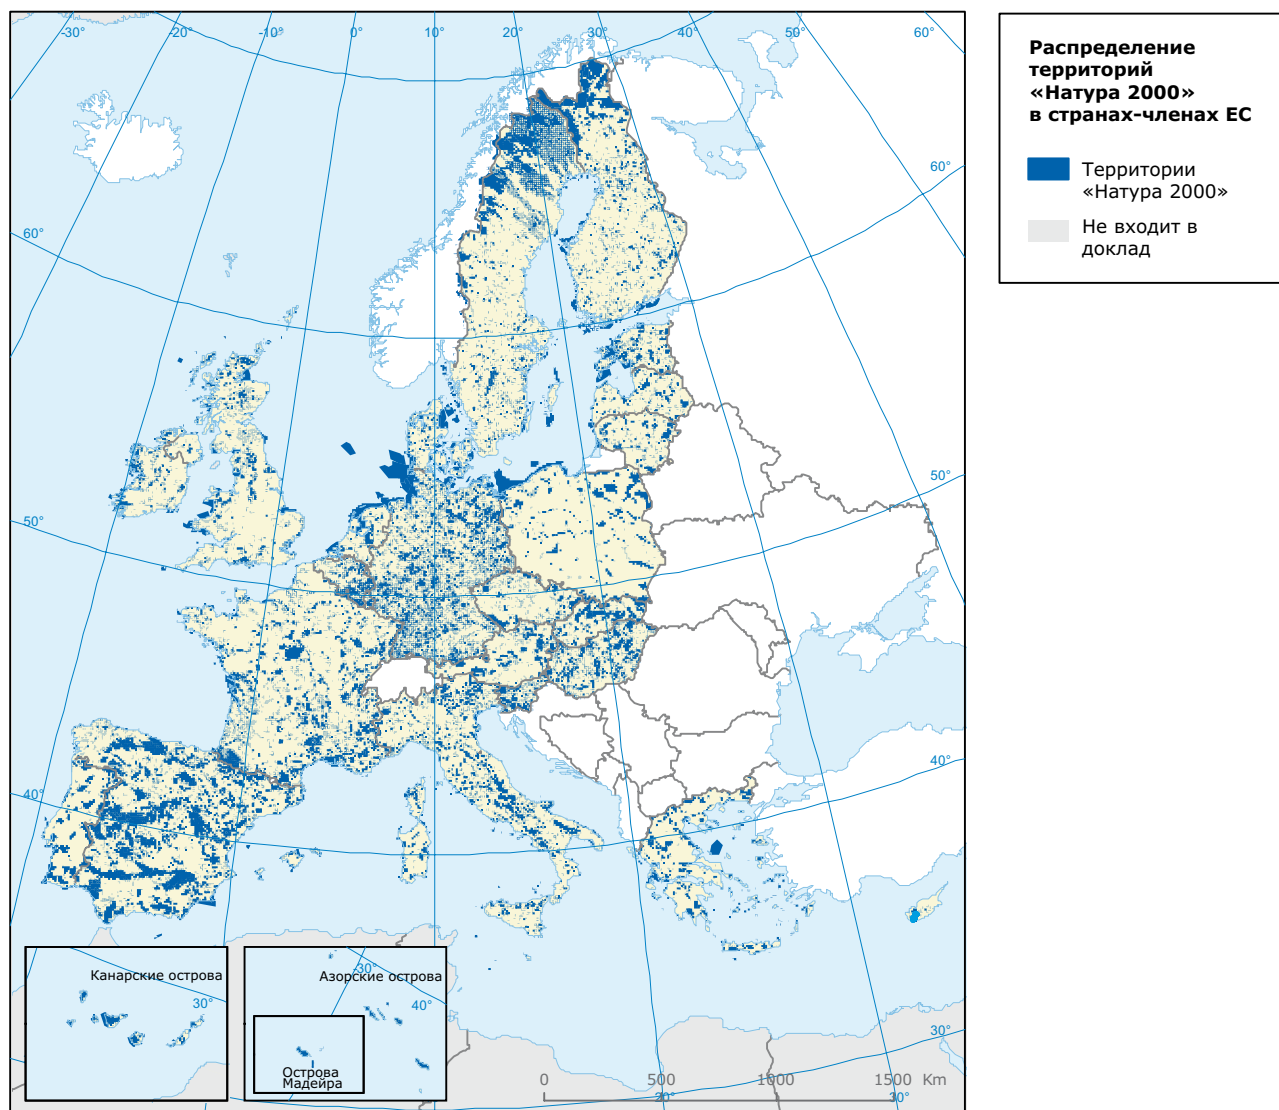 -30°
-20°
-10°
0°
10°
20°
30°
40°
50°
60°
60°
60°
50°
50°
40°
40°
30°
Распределение
территорий
«Натура 2000»
в странах-членах ЕС
Территории
«Натура 2000»
Не входит в
доклад
Канарские острова
30°
Азорские острова
-30°
40°
Острова
Мадейра
0 500 1000 1500 Km
20° 30°